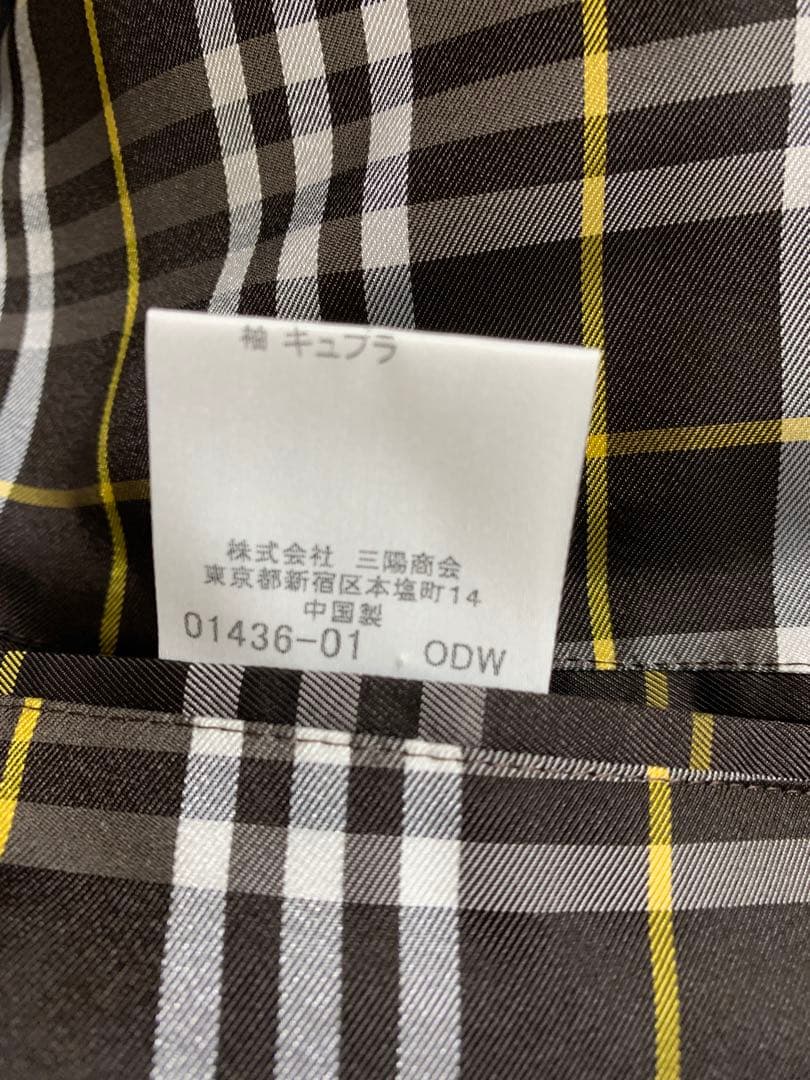 袖 キュプラ
株式会社 三陽商会
東京都新宿区本塩町14
中国製
01436-01 ODW